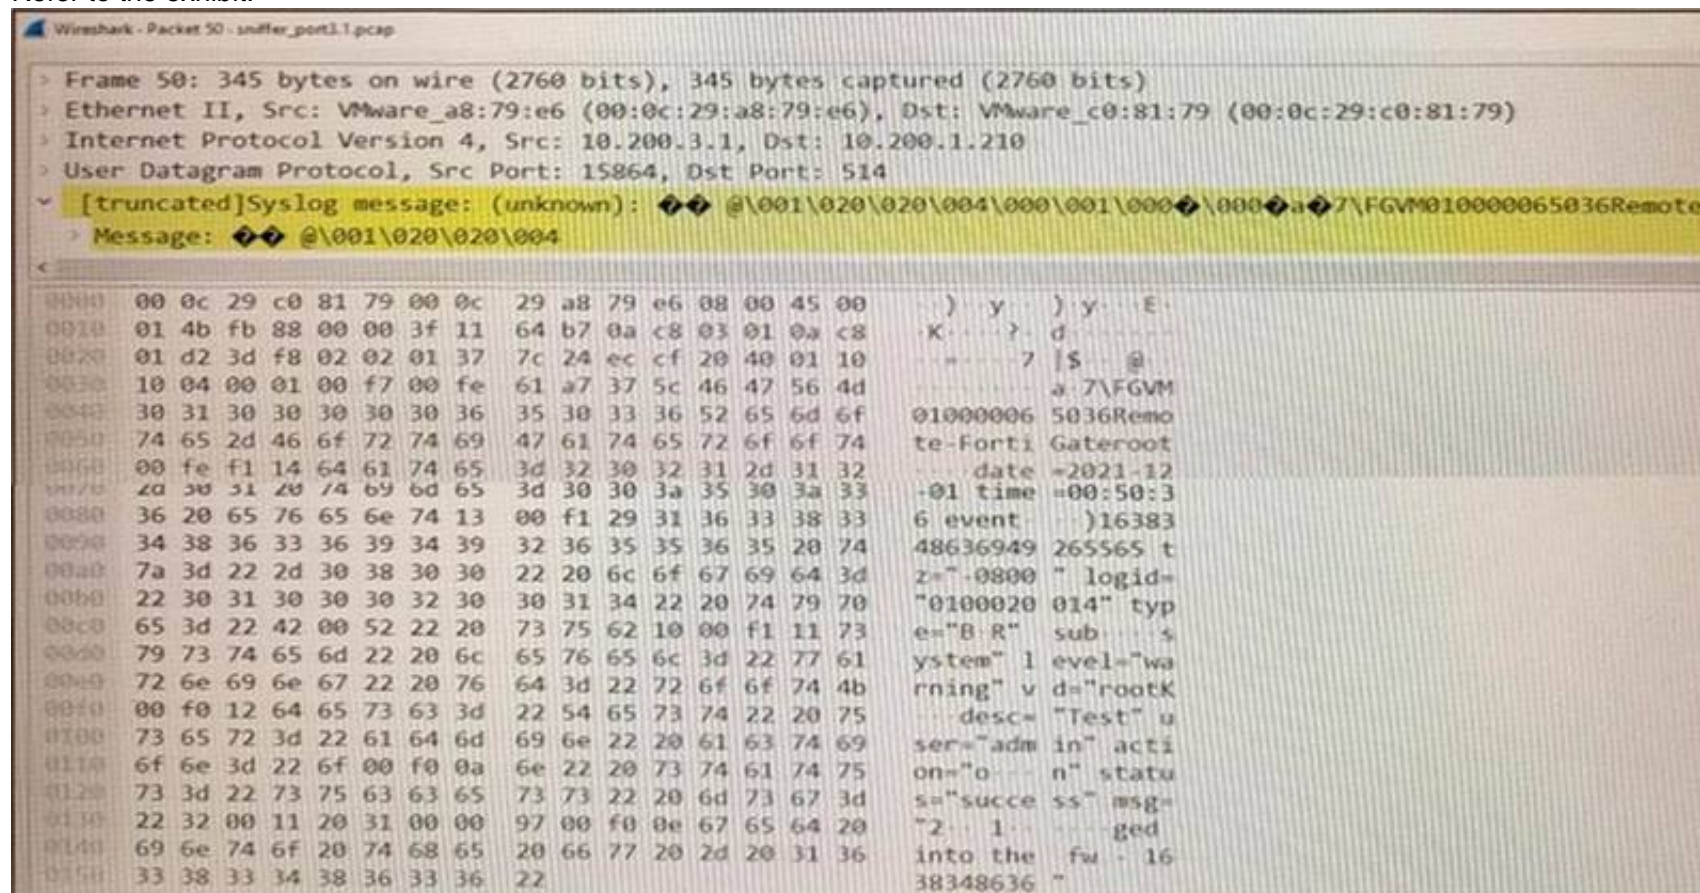 Refer to the exhibit.
Wireshark - Packet 50 - sniffer_port3.1.pcap
> Frame 50: 345 bytes on wire (2760 bits), 345 bytes captured (2760 bits)
> Ethernet II, Src: VMware_a8:79:e6 (00:0c:29:a8:79:e6), Dst: VMware_c0:81:79 (00:0c:29:c0:81:79)
> Internet Protocol Version 4, Src: 10.200.3.1, Dst: 10.200.1.210
> User Datagram Protocol, Src Port: 15864, Dst Port: 514
[truncated]Syslog message: (unknown): �� @\001\020\020\004\000\001\000�\000�a�7\FGVM010000065036Remote
> Message: �� @\001\020\020\004
0000 00 0c 29 c0 81 79 00 0c 29 a8 79 e6 08 00 45 00 ··)··y·· )·y···E·
0010 01 4b fb 88 00 00 3f 11 64 b7 0a c8 03 01 0a c8 ·K····?· d·······
0020 01 d2 3d f8 02 02 01 37 7c 24 ec cf 20 40 01 10 ··=····7 |$·· @··
0030 10 04 00 01 00 f7 00 fe 61 a7 37 5c 46 47 56 4d ········ a·7\FGVM
0040 30 31 30 30 30 30 30 36 35 30 33 36 52 65 6d 6f 01000006 5036Remo
0050 74 65 2d 46 6f 72 74 69 47 61 74 65 72 6f 6f 74 te-Forti Gateroot
0060 00 fe f1 14 64 61 74 65 3d 32 30 32 31 2d 31 32 ····date =2021-12
0070 2d 30 31 20 74 69 6d 65 3d 30 30 3a 35 30 3a 33 -01 time =00:50:3
0080 36 20 65 76 65 6e 74 13 00 f1 29 31 36 33 38 33 6 event· ··)16383
0090 34 38 36 33 36 39 34 39 32 36 35 35 36 35 20 74 48636949 265565 t
00a0 7a 3d 22 2d 30 38 30 30 22 20 6c 6f 67 69 64 3d z="-0800 " logid=
00b0 22 30 31 30 30 30 32 30 30 31 34 22 20 74 79 70 "0100020 014" typ
00c0 65 3d 22 42 00 52 22 20 73 75 62 10 00 f1 11 73 e="B·R"  sub····s
00d0 79 73 74 65 6d 22 20 6c 65 76 65 6c 3d 22 77 61 ystem" l evel="wa
00e0 72 6e 69 6e 67 22 20 76 64 3d 22 72 6f 6f 74 4b rning" v d="rootK
00f0 00 f0 12 64 65 73 63 3d 22 54 65 73 74 22 20 75 ···desc= "Test" u
0100 73 65 72 3d 22 61 64 6d 69 6e 22 20 61 63 74 69 ser="adm in" acti
0110 6f 6e 3d 22 6f 00 f0 0a 6e 22 20 73 74 61 74 75 on="o··· n" statu
0120 73 3d 22 73 75 63 63 65 73 73 22 20 6d 73 67 3d s="succe ss" msg=
0130 22 32 00 11 20 31 00 00 97 00 f0 0e 67 65 64 20 "2·· 1·· ····ged
0140 69 6e 74 6f 20 74 68 65 20 66 77 20 2d 20 31 36 into the  fw - 16
0150 33 38 33 34 38 36 33 36 22 38348636 "